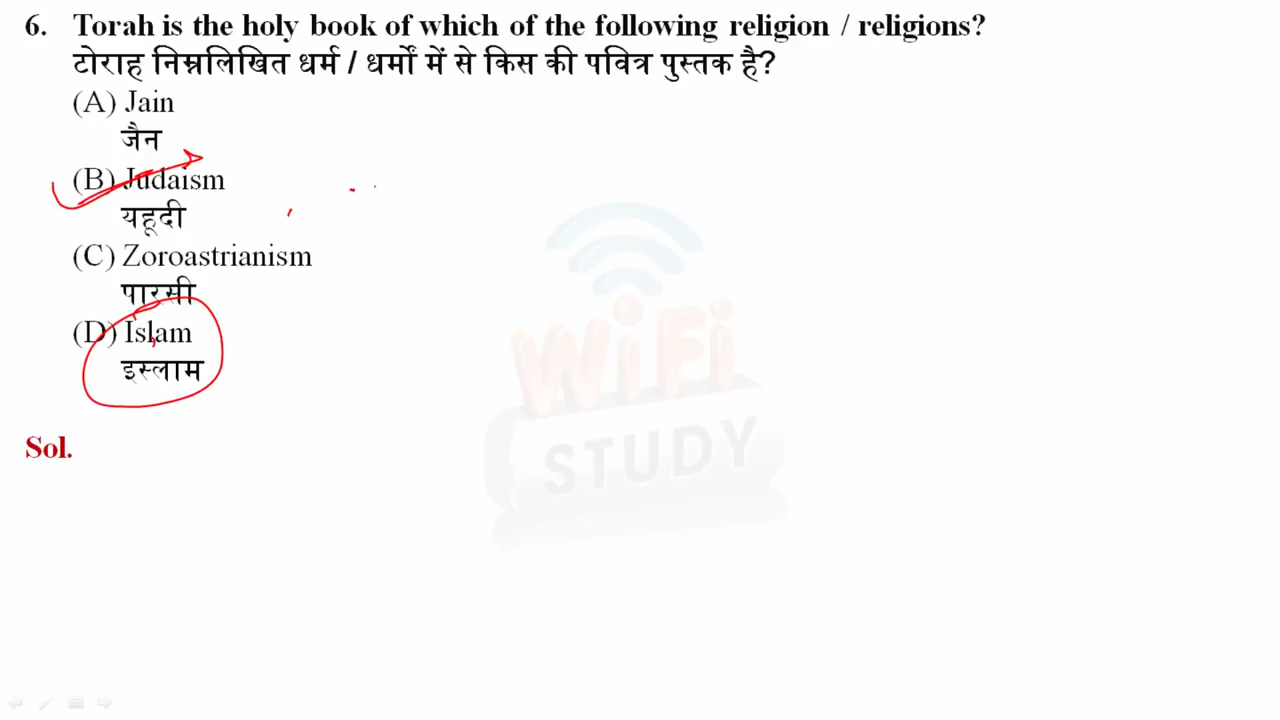 6. Torah is the holy book of which of the following religion / religions?
टोराह निम्नलिखित धर्म / धर्मों में से किस की पवित्र पुस्तक है?
(A) Jain
जैन
(B) Judaism
यहूदी
(C) Zoroastrianism
पारसी
(D) Islam
इस्लाम
Sol.
WiFi
STUDY